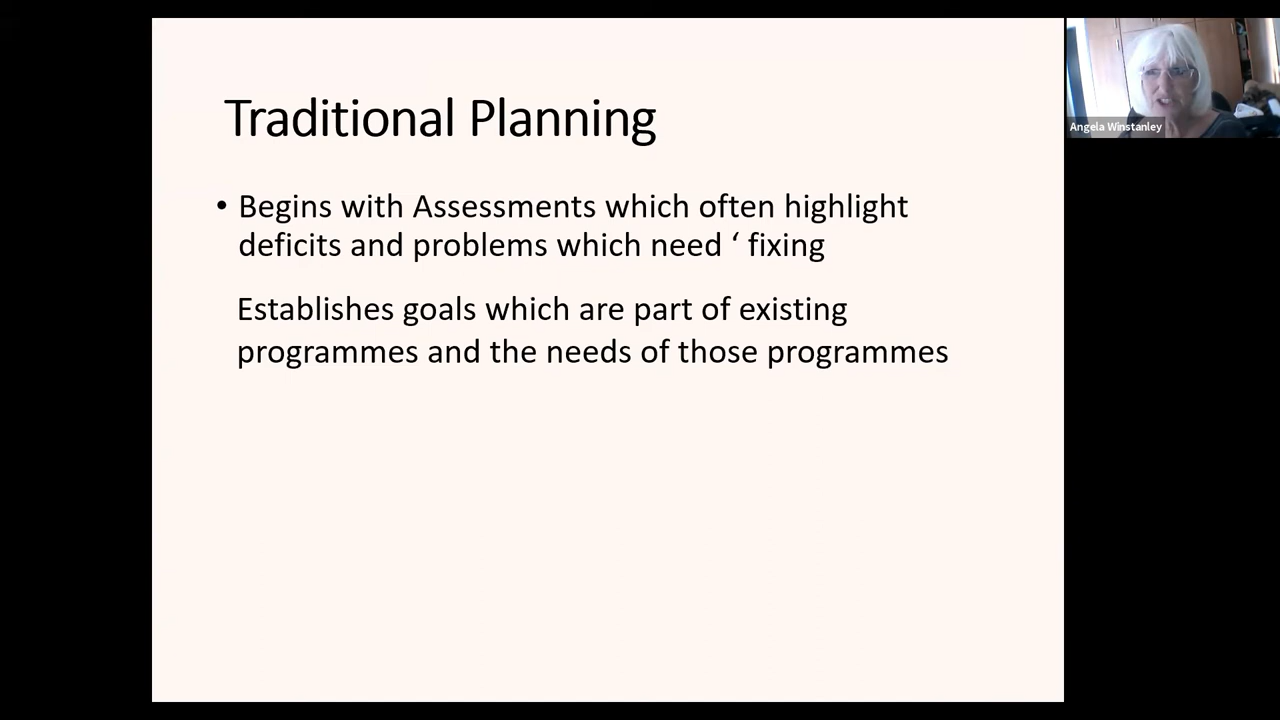 Traditional Planning
• Begins with Assessments which often highlight
deficits and problems which need ‘ fixing
Establishes goals which are part of existing
programmes and the needs of those programmes
Angela Winstanley